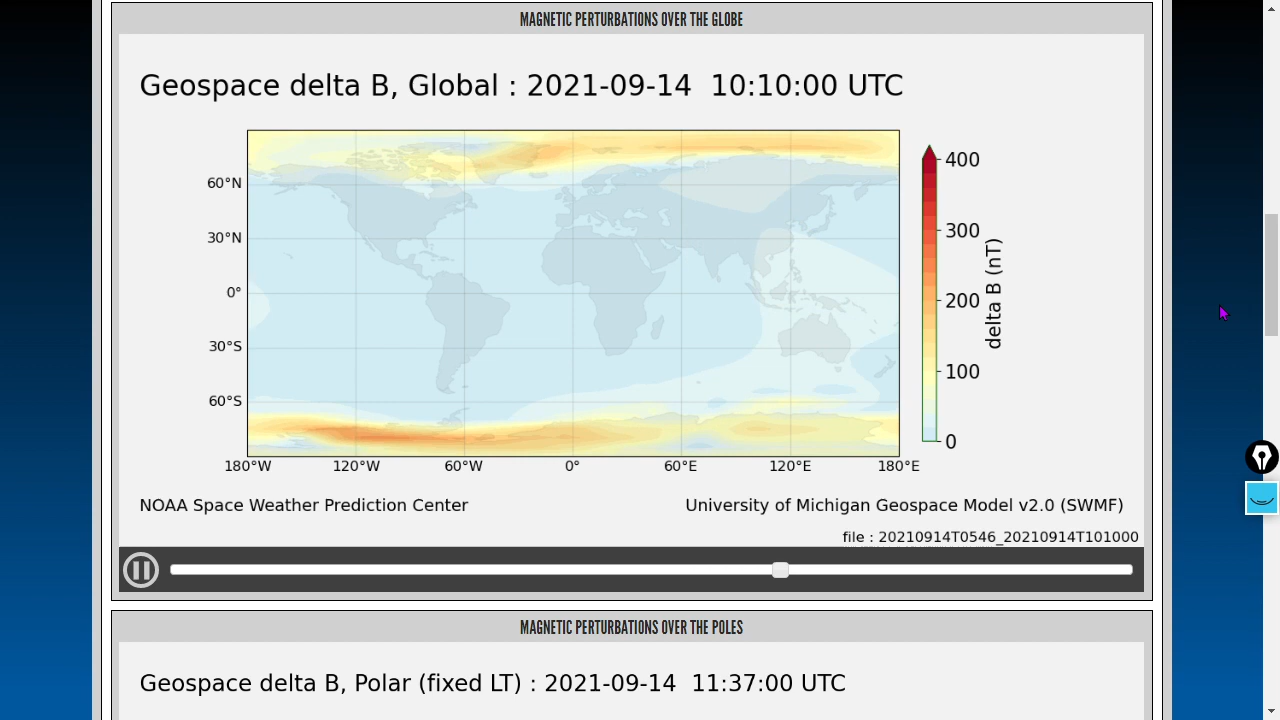 MAGNETIC PERTURBATIONS OVER THE GLOBE
Geospace delta B, Global : 2021-09-14 10:10:00 UTC
60°N
30°N
0°
30°S
60°S
180°W 120°W 60°W 0° 60°E 120°E 180°E
400
300
200
100
0
delta B (nT)
NOAA Space Weather Prediction Center
University of Michigan Geospace Model v2.0 (SWMF)
file : 20210914T0546_20210914T101000
MAGNETIC PERTURBATIONS OVER THE POLES
Geospace delta B, Polar (fixed LT) : 2021-09-14 11:37:00 UTC